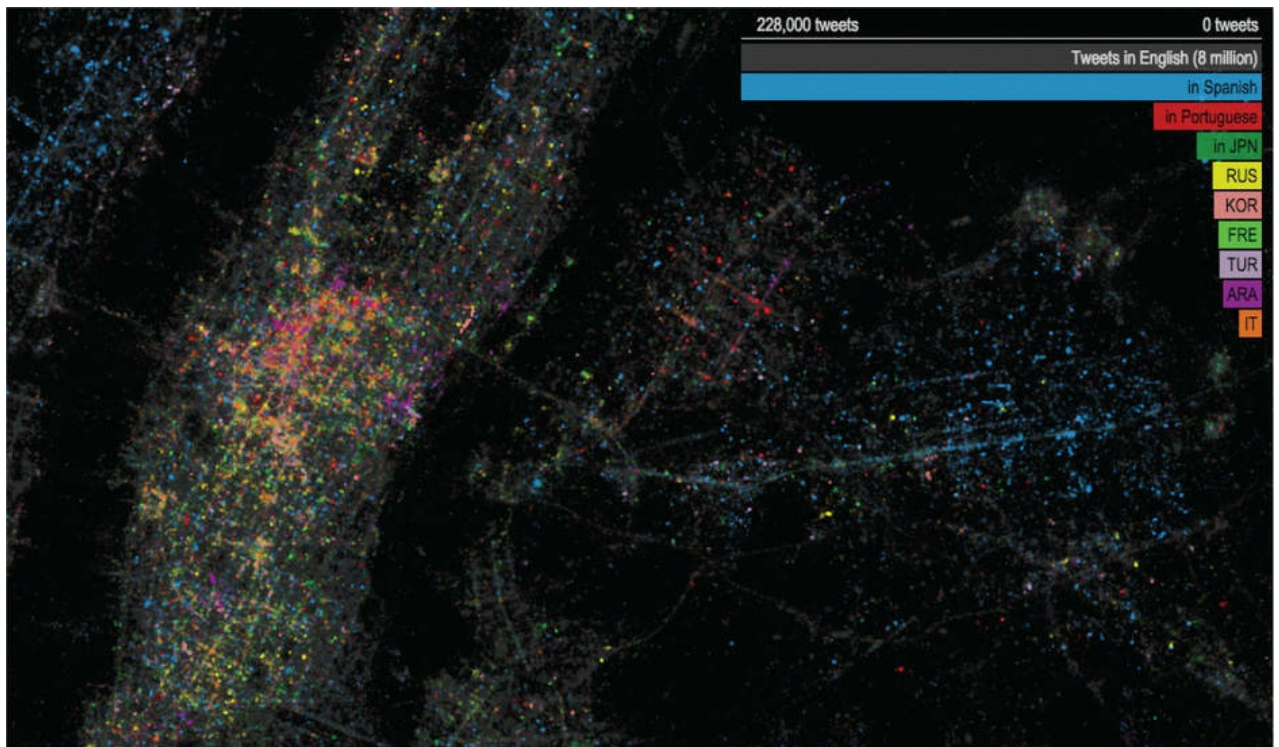 228,000 tweets 0 tweets
Tweets in English (8 million)
in Spanish
in Portuguese
in JPN
RUS
KOR
FRE
TUR
ARA
IT